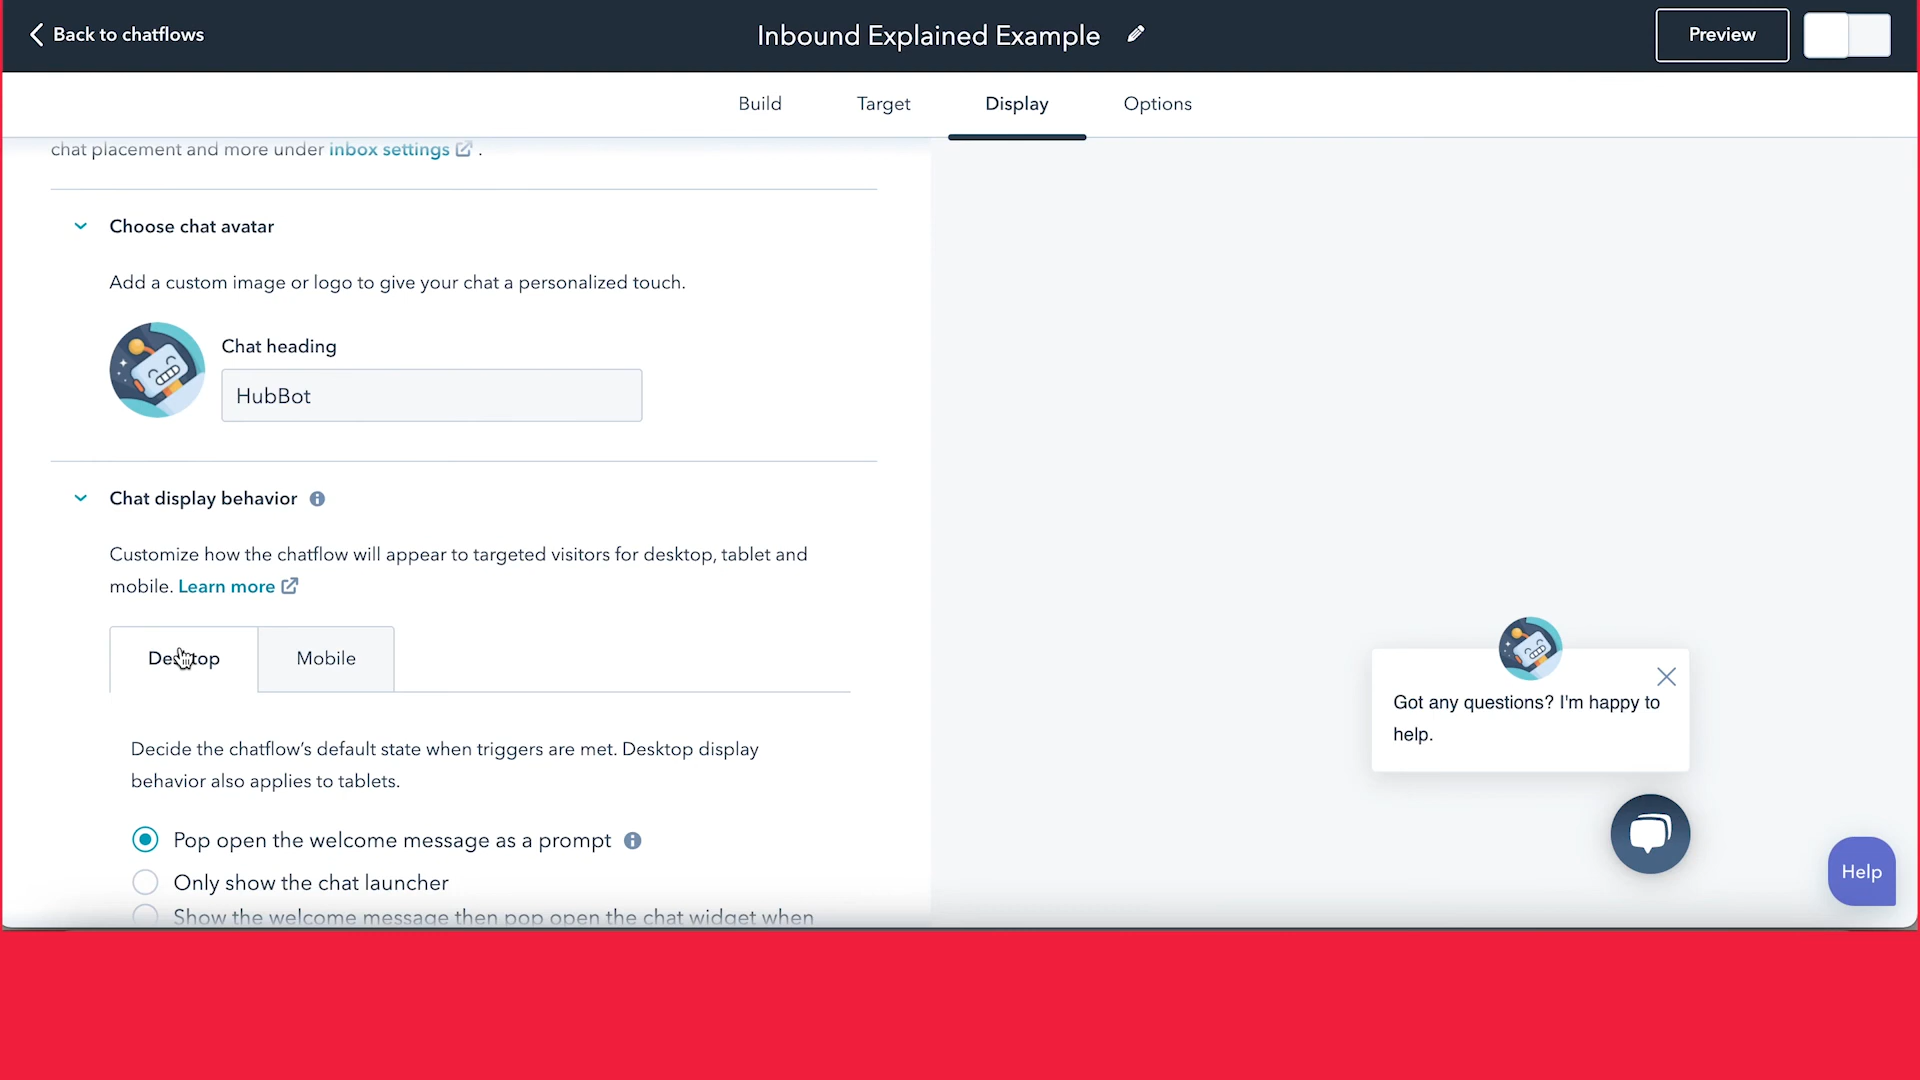 Back to chatflows
Inbound Explained Example
Preview
Build
Target
Display
Options
chat placement and more under inbox settings .
Choose chat avatar
Add a custom image or logo to give your chat a personalized touch.
Chat heading
HubBot
Chat display behavior
Customize how the chatflow will appear to targeted visitors for desktop, tablet and
mobile. Learn more
Desktop
Mobile
Decide the chatflow's default state when triggers are met. Desktop display
behavior also applies to tablets.
Pop open the welcome message as a prompt
Only show the chat launcher
Show the welcome message then pop open the chat widget when
Got any questions? I'm happy to
help.
Help